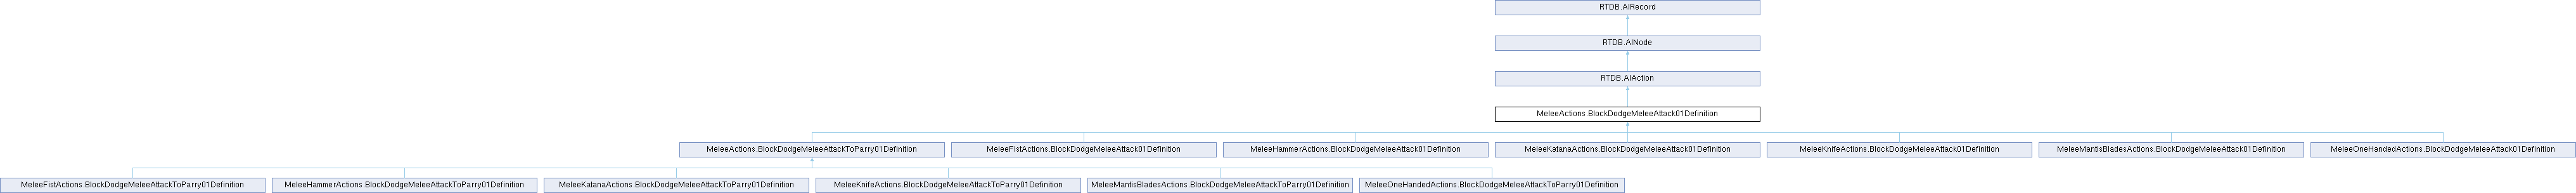 RTDB.AIRecord
RTDB.AINode
RTDB.AIAction
MeleeActions.BlockDodgeMeleeAttack01Definition
MeleeActions.BlockDodgeMeleeAttackToParry01Definition
MeleeFistActions.BlockDodgeMeleeAttack01Definition
MeleeHammerActions.BlockDodgeMeleeAttack01Definition
MeleeKatanaActions.BlockDodgeMeleeAttack01Definition
MeleeKnifeActions.BlockDodgeMeleeAttack01Definition
MeleeMantisBladesActions.BlockDodgeMeleeAttack01Definition
MeleeOneHandedActions.BlockDodgeMeleeAttack01Definition
MeleeFistActions.BlockDodgeMeleeAttackToParry01Definition
MeleeHammerActions.BlockDodgeMeleeAttackToParry01Definition
MeleeKatanaActions.BlockDodgeMeleeAttackToParry01Definition
MeleeKnifeActions.BlockDodgeMeleeAttackToParry01Definition
MeleeMantisBladesActions.BlockDodgeMeleeAttackToParry01Definition
MeleeOneHandedActions.BlockDodgeMeleeAttackToParry01Definition